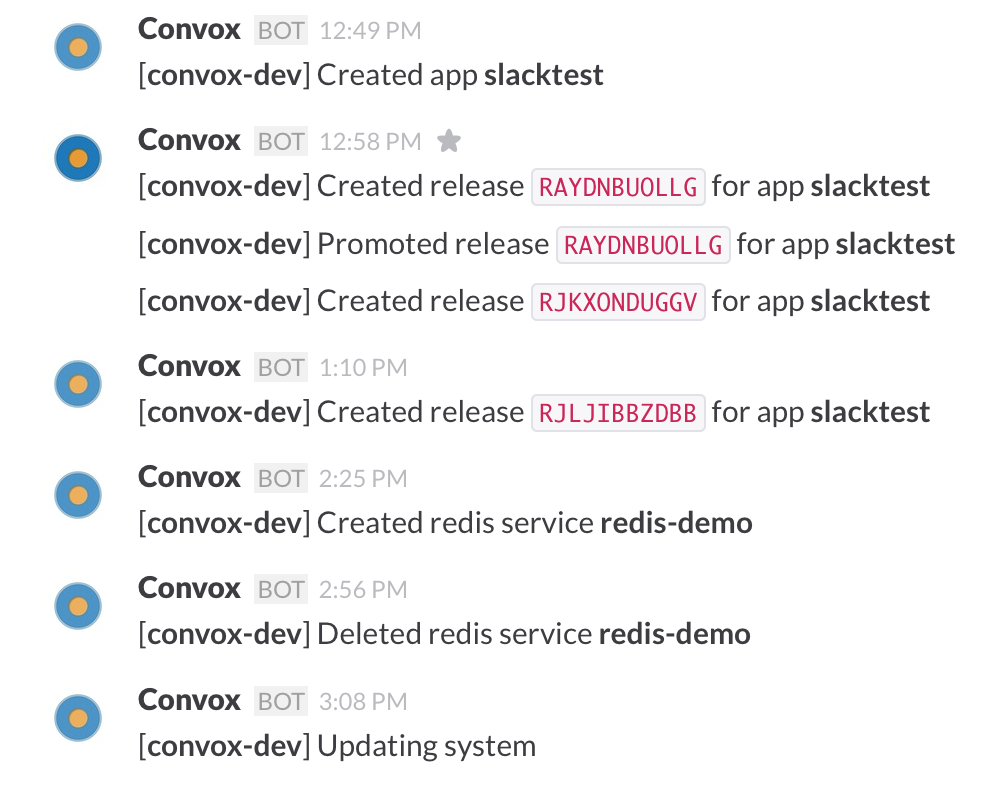 Convox BOT 12:49 PM
[convox-dev] Created app slacktest
Convox BOT 12:58 PM
[convox-dev] Created release RAYDNBUOLLG for app slacktest
[convox-dev] Promoted release RAYDNBUOLLG for app slacktest
[convox-dev] Created release RJKXONDUGGV for app slacktest
Convox BOT 1:10 PM
[convox-dev] Created release RJLJIBBZDBB for app slacktest
Convox BOT 2:25 PM
[convox-dev] Created redis service redis-demo
Convox BOT 2:56 PM
[convox-dev] Deleted redis service redis-demo
Convox BOT 3:08 PM
[convox-dev] Updating system